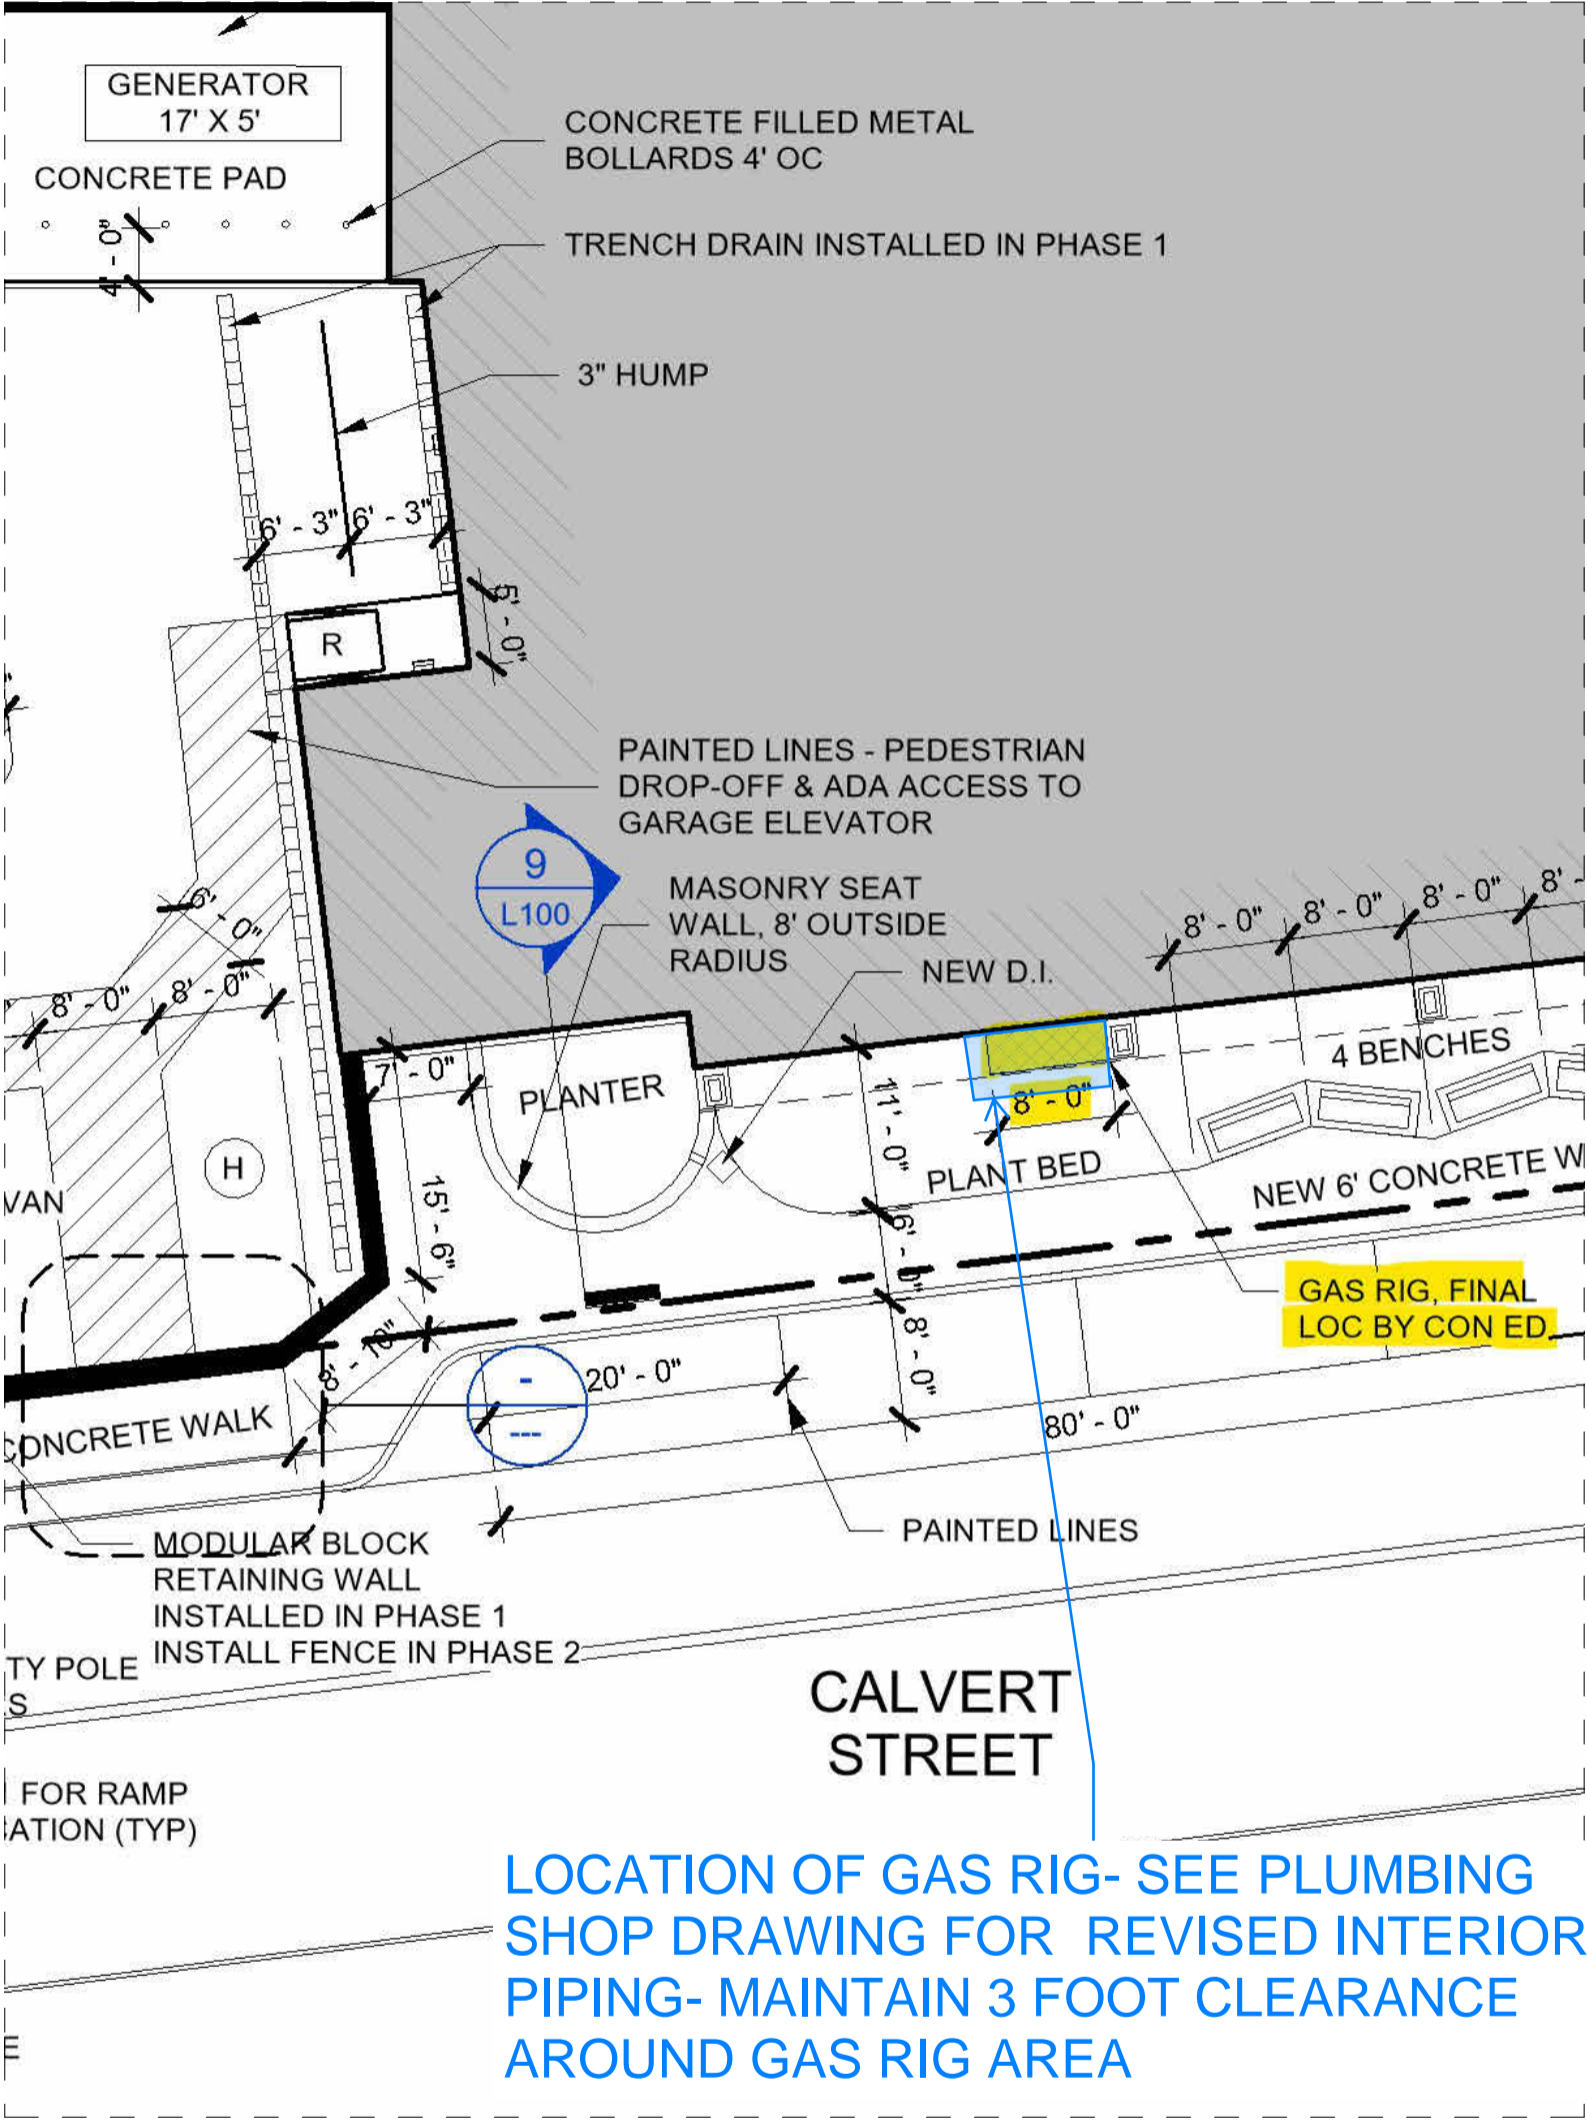 GENERATOR
17' X 5'
CONCRETE PAD
CONCRETE FILLED METAL
BOLLARDS 4' OC
4' - 0"
TRENCH DRAIN INSTALLED IN PHASE 1
3" HUMP
6' - 3" 6' - 3"
5' - 0"
R
PAINTED LINES - PEDESTRIAN
DROP-OFF & ADA ACCESS TO
GARAGE ELEVATOR
9
L100
MASONRY SEAT
WALL, 8' OUTSIDE
RADIUS
NEW D.I.
6' - 0"
8' - 0" 8' - 0"
8' - 0" 8' - 0" 8' - 0" 8' -
7' - 0"
PLANTER
11' - 0"
8' - 0"
4 BENCHES
H
VAN
15' - 6"
PLANT BED
NEW 6' CONCRETE W
6' - 0"
GAS RIG, FINAL
LOC BY CON ED
8' - 10"
-
---
20' - 0"
8' - 0"
80' - 0"
CONCRETE WALK
PAINTED LINES
MODULAR BLOCK
RETAINING WALL
INSTALLED IN PHASE 1
INSTALL FENCE IN PHASE 2
TY POLE
S
CALVERT
STREET
FOR RAMP
ATION (TYP)
LOCATION OF GAS RIG- SEE PLUMBING
SHOP DRAWING FOR REVISED INTERIOR
PIPING- MAINTAIN 3 FOOT CLEARANCE
AROUND GAS RIG AREA
E